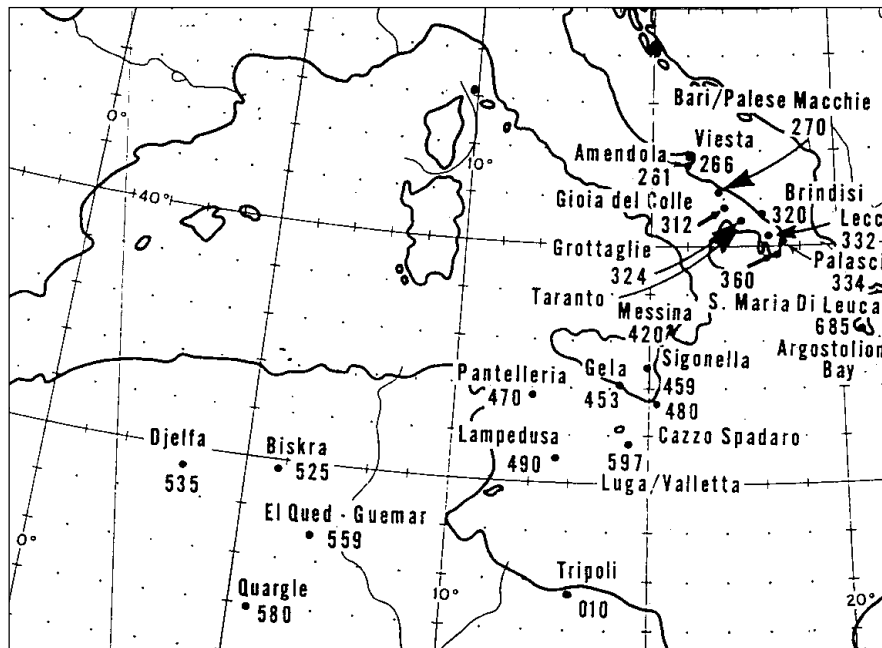 Bari/Palese Macchie
270
0°
Viesta
266
Amendola
261
10°
40°
Gioia del Colle
312
Brindisi
320
Lecc
332
Grottaglie
324
360
Palasci
334
Taranto
S. Maria Di Leuca
685
Messina
420
Argostolion
Bay
Sigonella
459
Gela
453
480
Pantelleria
470
Djelfa
535
Biskra
525
Lampedusa
490
Cazzo Spadaro
597
Luga/Valletta
El Qued - Guemar
559
0°
Quargle
580
10°
Tripoli
010
20°